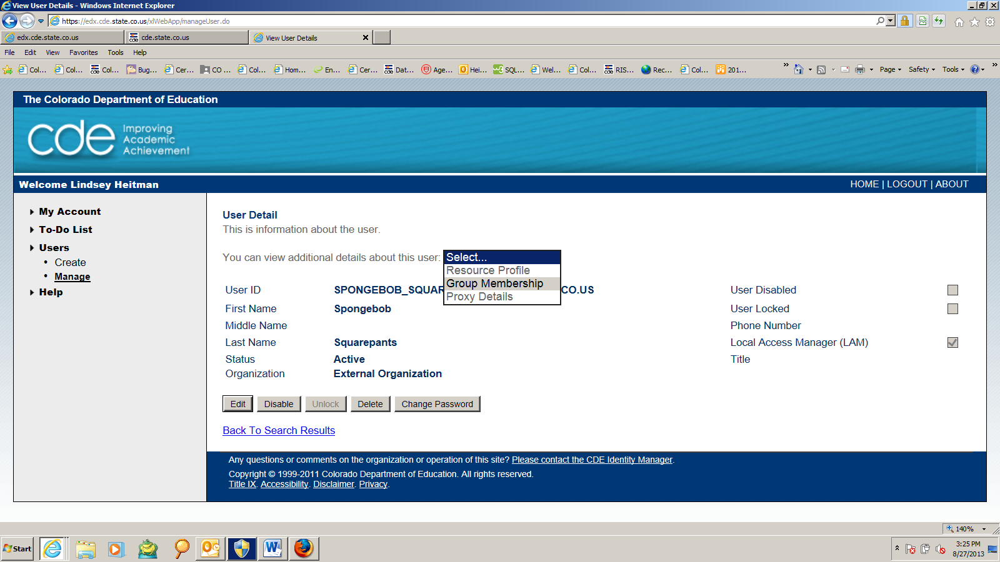 View User Details - Windows Internet Explorer
https://edx.cde.state.co.us/xlWebApp/manageUser.do
edx.cde.state.co.us
cde.state.co.us
View User Details
File Edit View Favorites Tools Help
Col... Col... Col... Bug... Cer... CO ... Col... Hom... En... Cer... Dat... Age... Hei... SQL... Wel... Col... RIS... Rec... Col... 201...
Page Safety Tools
The Colorado Department of Education
cde Improving
Academic
Achievement
Welcome Lindsey Heitman
HOME | LOGOUT | ABOUT
My Account
To-Do List
Users
• Create
• Manage
Help
User Detail
This is information about the user.
You can view additional details about this user: Select...
Resource Profile
Group Membership
Proxy Details
User ID SPONGEBOB_SQUAR CO.US User Disabled
First Name Spongebob User Locked
Middle Name Phone Number
Last Name Squarepants Local Access Manager (LAM)
Status Active Title
Organization External Organization
Edit Disable Unlock Delete Change Password
Back To Search Results
Any questions or comments on the organization or operation of this site? Please contact the CDE Identity Manager.
Copyright © 1999-2011 Colorado Department of Education. All rights reserved.
Title IX. Accessibility. Disclaimer. Privacy.
140%
Start
3:25 PM
8/27/2013